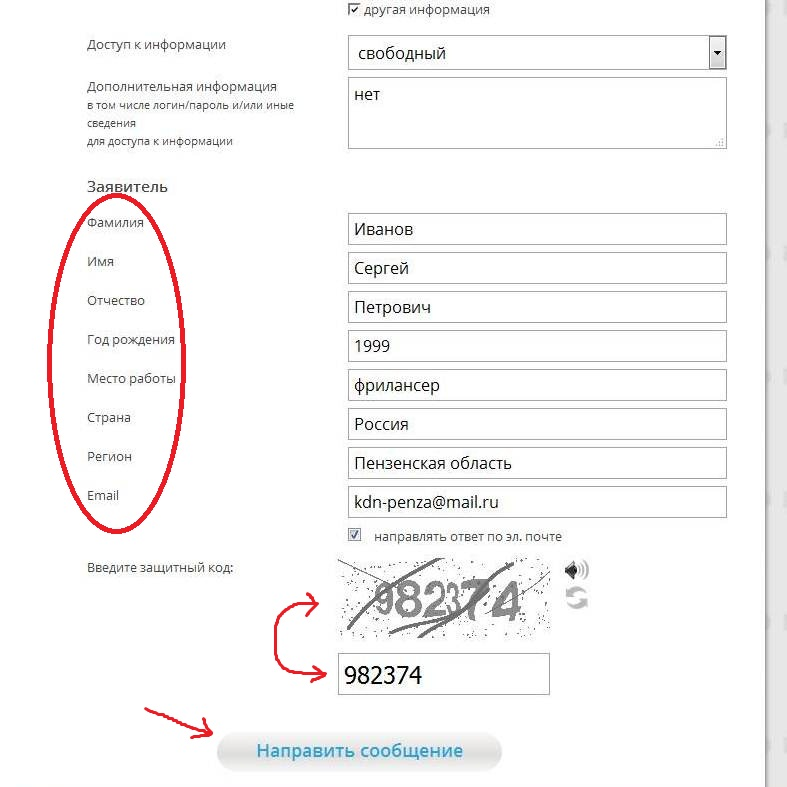 другая информация
Доступ к информации
свободный
Дополнительная информация
в том числе логин/пароль и/или иные
сведения
для доступа к информации
нет
Заявитель
Фамилия
Иванов
Имя
Сергей
Отчество
Петрович
Год рождения
1999
Место работы
фрилансер
Страна
Россия
Регион
Пензенская область
Email
kdn-penza@mail.ru
направлять ответ по эл. почте
Введите защитный код:
982374
982374
Направить сообщение